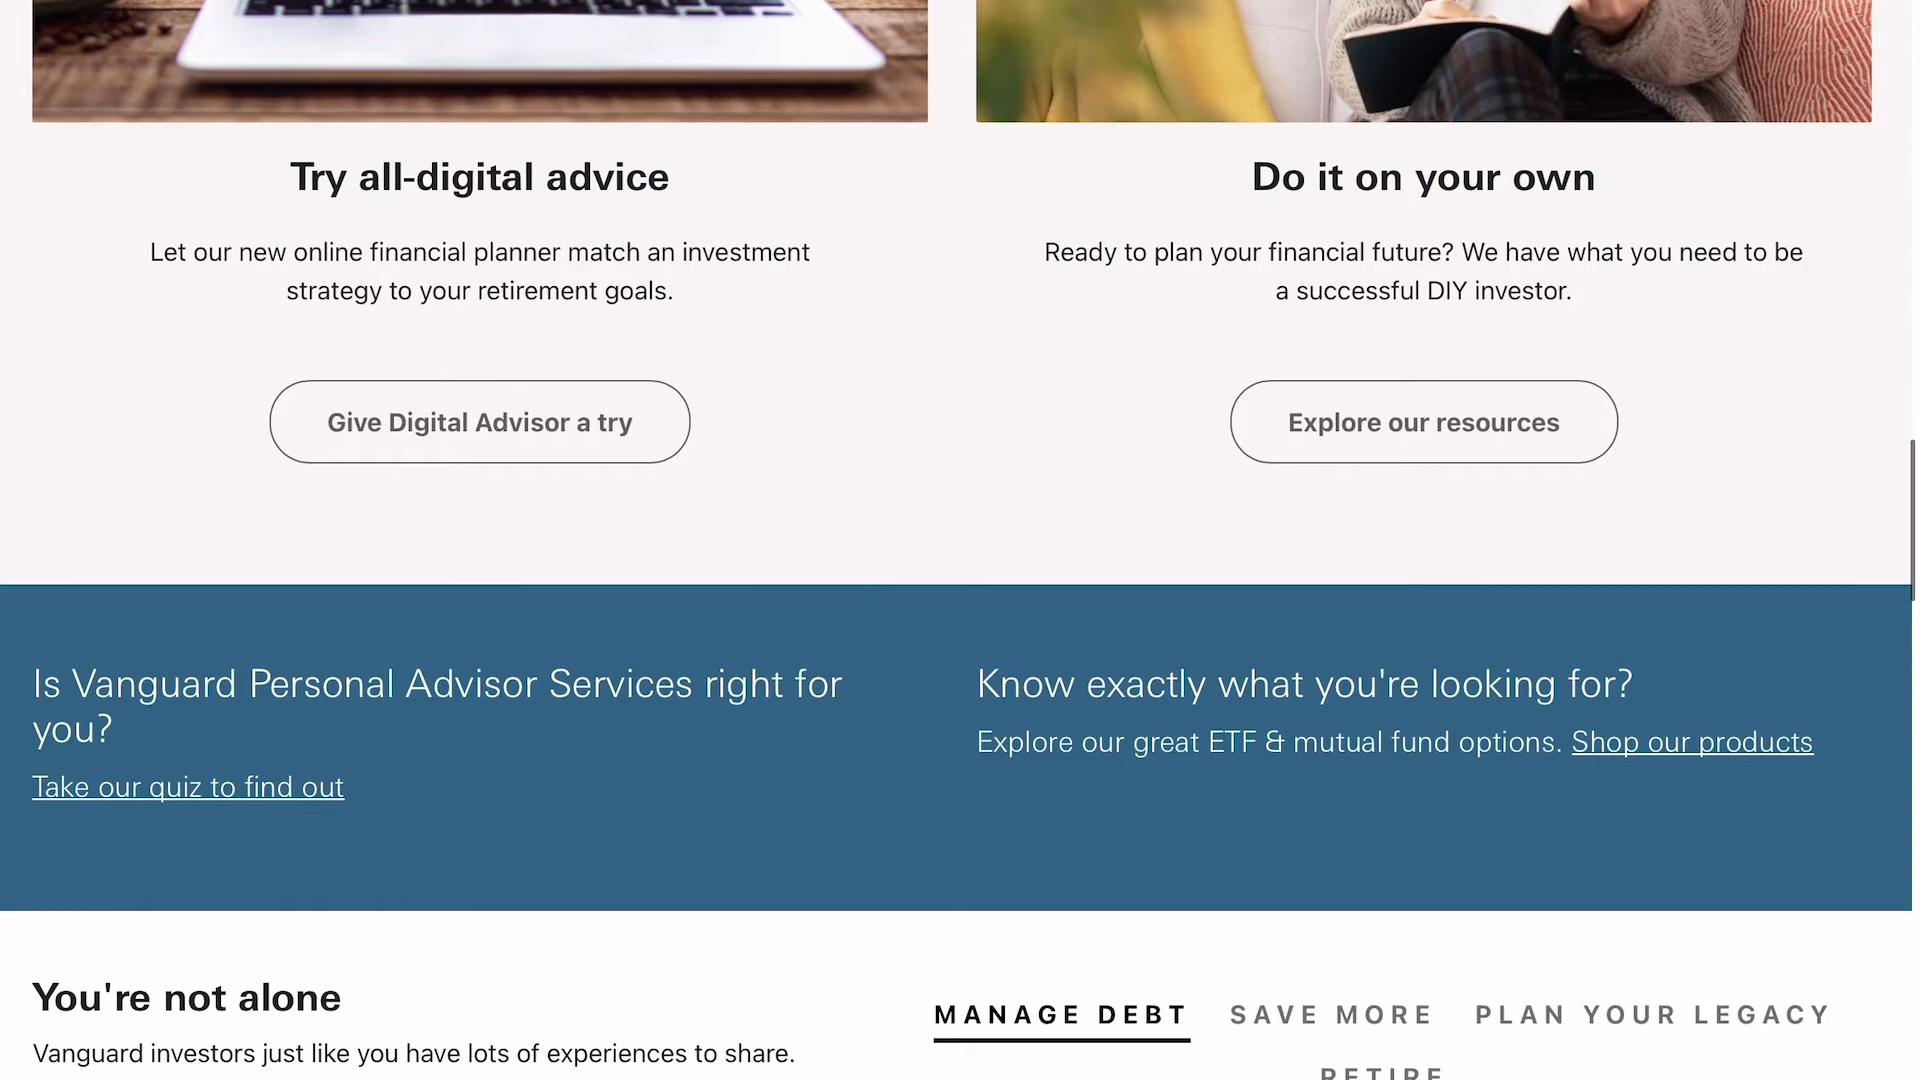 Try all-digital advice
Let our new online financial planner match an investment
strategy to your retirement goals.
Give Digital Advisor a try
Do it on your own
Ready to plan your financial future? We have what you need to be
a successful DIY investor.
Explore our resources
Is Vanguard Personal Advisor Services right for
you?
Take our quiz to find out
Know exactly what you're looking for?
Explore our great ETF & mutual fund options. Shop our products
You're not alone
Vanguard investors just like you have lots of experiences to share.
MANAGE DEBT SAVE MORE PLAN YOUR LEGACY
RETIRE